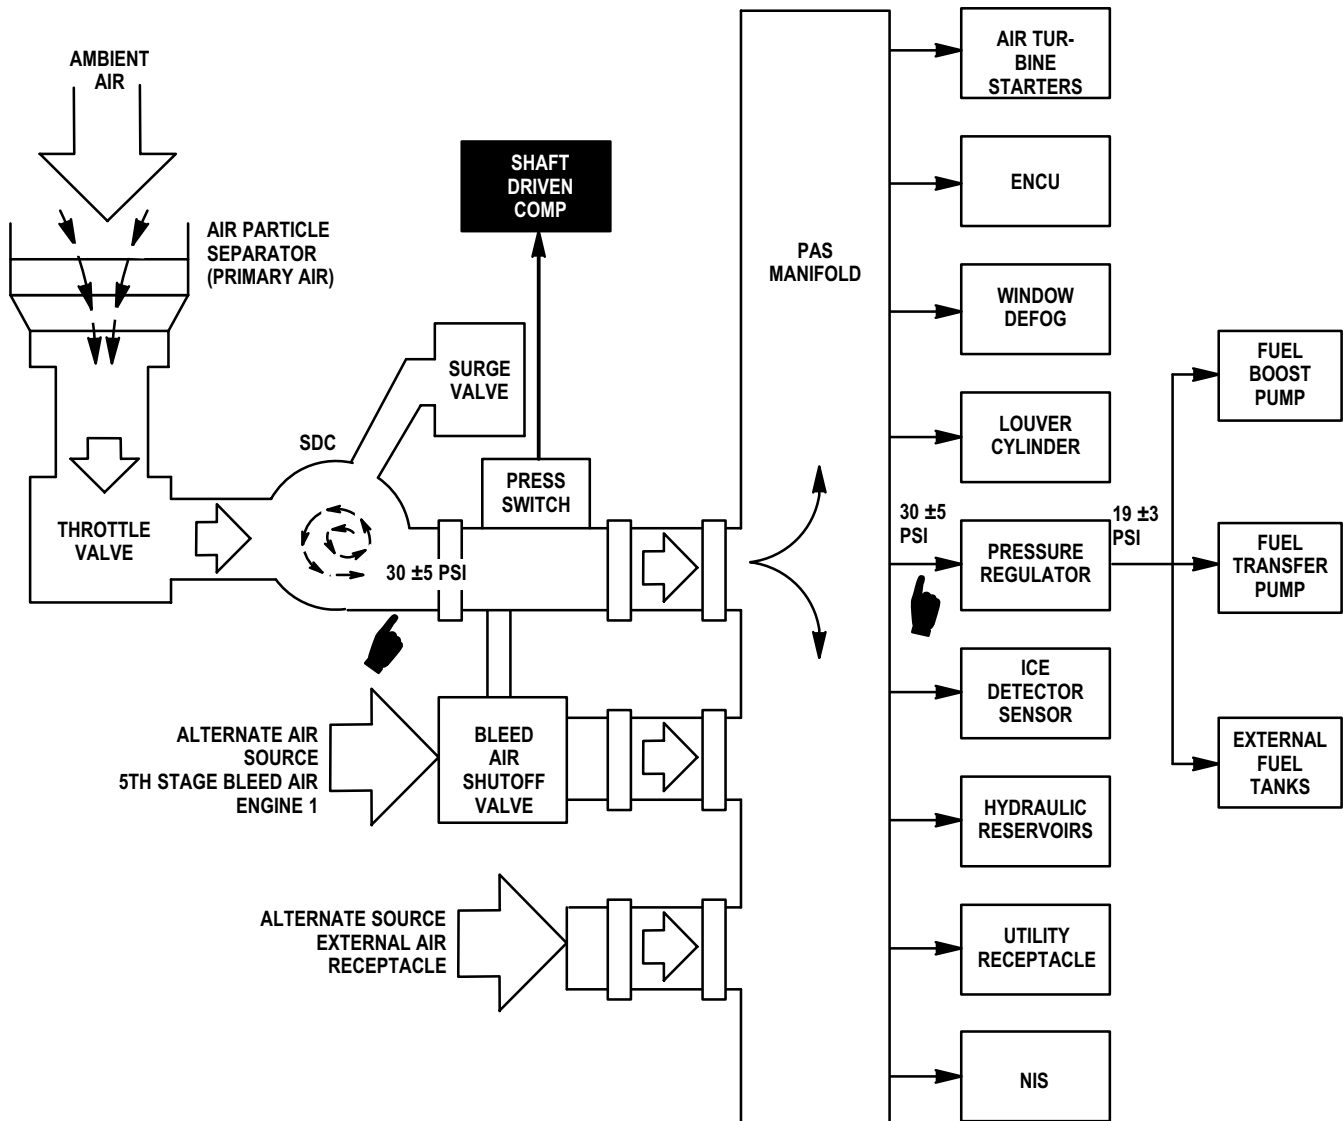 AMBIENT
AIR
AIR PARTICLE
SEPARATOR
(PRIMARY AIR)
THROTTLE
VALVE
SDC
SURGE
VALVE
SHAFT
DRIVEN
COMP
PRESS
SWITCH
30 ±5 PSI
ALTERNATE AIR
SOURCE
5TH STAGE BLEED AIR
ENGINE 1
BLEED
AIR
SHUTOFF
VALVE
ALTERNATE SOURCE
EXTERNAL AIR
RECEPTACLE
PAS
MANIFOLD
AIR TUR-
BINE
STARTERS
ENCU
WINDOW
DEFOG
LOUVER
CYLINDER
30 ±5
PSI
PRESSURE
REGULATOR
19 ±3
PSI
ICE
DETECTOR
SENSOR
HYDRAULIC
RESERVOIRS
UTILITY
RECEPTACLE
NIS
FUEL
BOOST
PUMP
FUEL
TRANSFER
PUMP
EXTERNAL
FUEL
TANKS